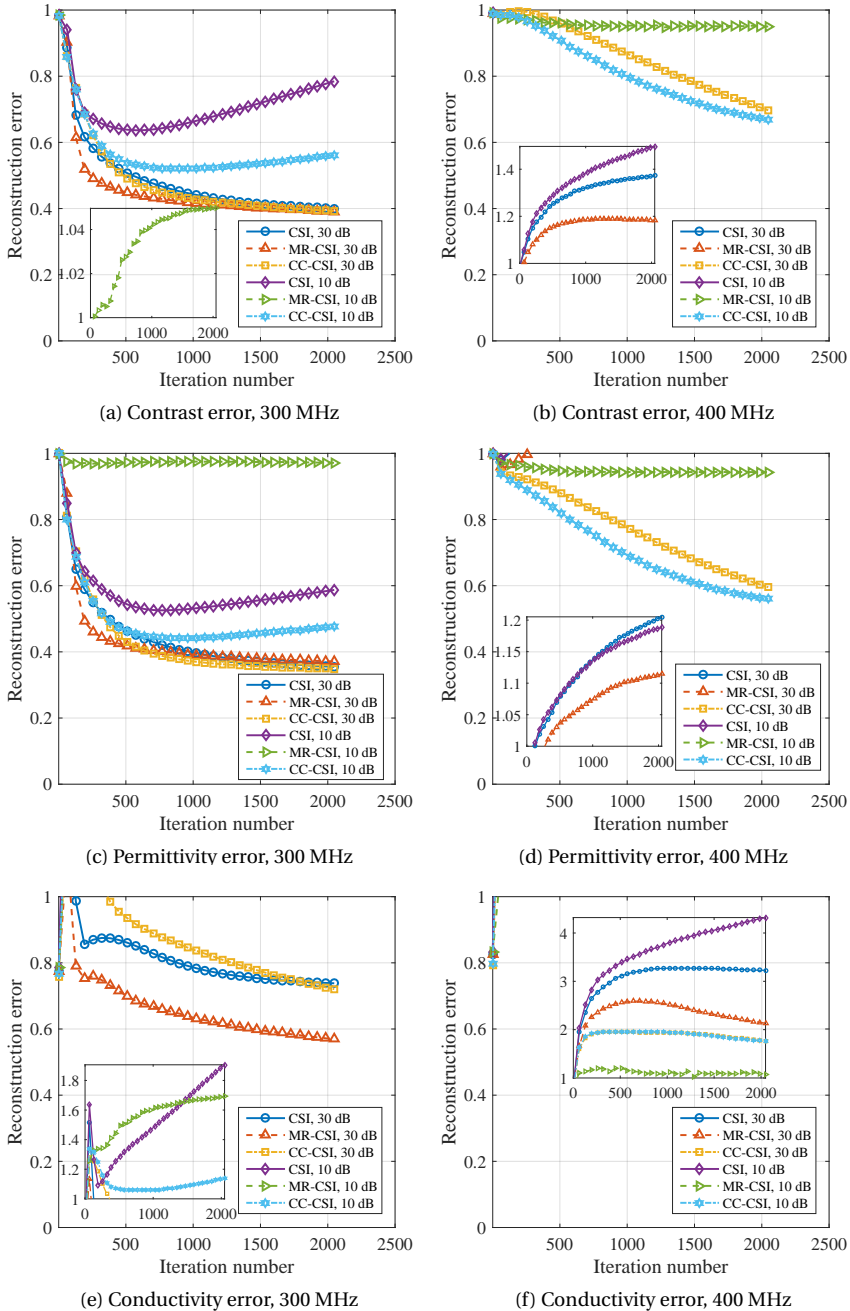 1
0.8
0.6
0.4
0.2
0
Reconstruction error
1.04
1.02
1
0 1000 2000
CSI, 30 dB
MR-CSI, 30 dB
CC-CSI, 30 dB
CSI, 10 dB
MR-CSI, 10 dB
CC-CSI, 10 dB
500 1000 1500 2000 2500
Iteration number
(a) Contrast error, 300 MHz
1
0.8
0.6
0.4
0.2
0
Reconstruction error
1.4
1.2
1
0 1000 2000
CSI, 30 dB
MR-CSI, 30 dB
CC-CSI, 30 dB
CSI, 10 dB
MR-CSI, 10 dB
CC-CSI, 10 dB
500 1000 1500 2000 2500
Iteration number
(b) Contrast error, 400 MHz
1
0.8
0.6
0.4
0.2
0
Reconstruction error
CSI, 30 dB
MR-CSI, 30 dB
CC-CSI, 30 dB
CSI, 10 dB
MR-CSI, 10 dB
CC-CSI, 10 dB
500 1000 1500 2000 2500
Iteration number
(c) Permittivity error, 300 MHz
1
0.8
0.6
0.4
0.2
0
Reconstruction error
1.2
1.15
1.1
1.05
1
0 1000 2000
CSI, 30 dB
MR-CSI, 30 dB
CC-CSI, 30 dB
CSI, 10 dB
MR-CSI, 10 dB
CC-CSI, 10 dB
500 1000 1500 2000 2500
Iteration number
(d) Permittivity error, 400 MHz
1
0.8
0.6
0.4
0.2
0
Reconstruction error
1.8
1.6
1.4
1.2
1
0 1000 2000
CSI, 30 dB
MR-CSI, 30 dB
CC-CSI, 30 dB
CSI, 10 dB
MR-CSI, 10 dB
CC-CSI, 10 dB
500 1000 1500 2000 2500
Iteration number
(e) Conductivity error, 300 MHz
1
0.8
0.6
0.4
0.2
0
Reconstruction error
4
3
2
1
0 500 1000 1500 2000
CSI, 30 dB
MR-CSI, 30 dB
CC-CSI, 30 dB
CSI, 10 dB
MR-CSI, 10 dB
CC-CSI, 10 dB
500 1000 1500 2000 2500
Iteration number
(f) Conductivity error, 400 MHz